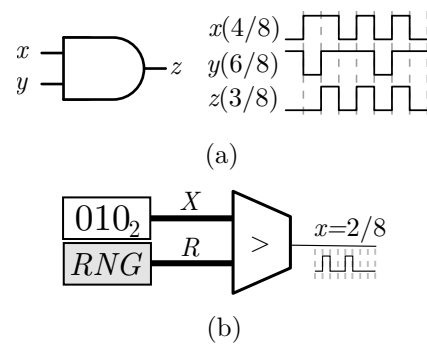 x
y
z
x(4/8)
y(6/8)
z(3/8)
(a)
010₂
X
RNG
R
>
x=2/8
(b)